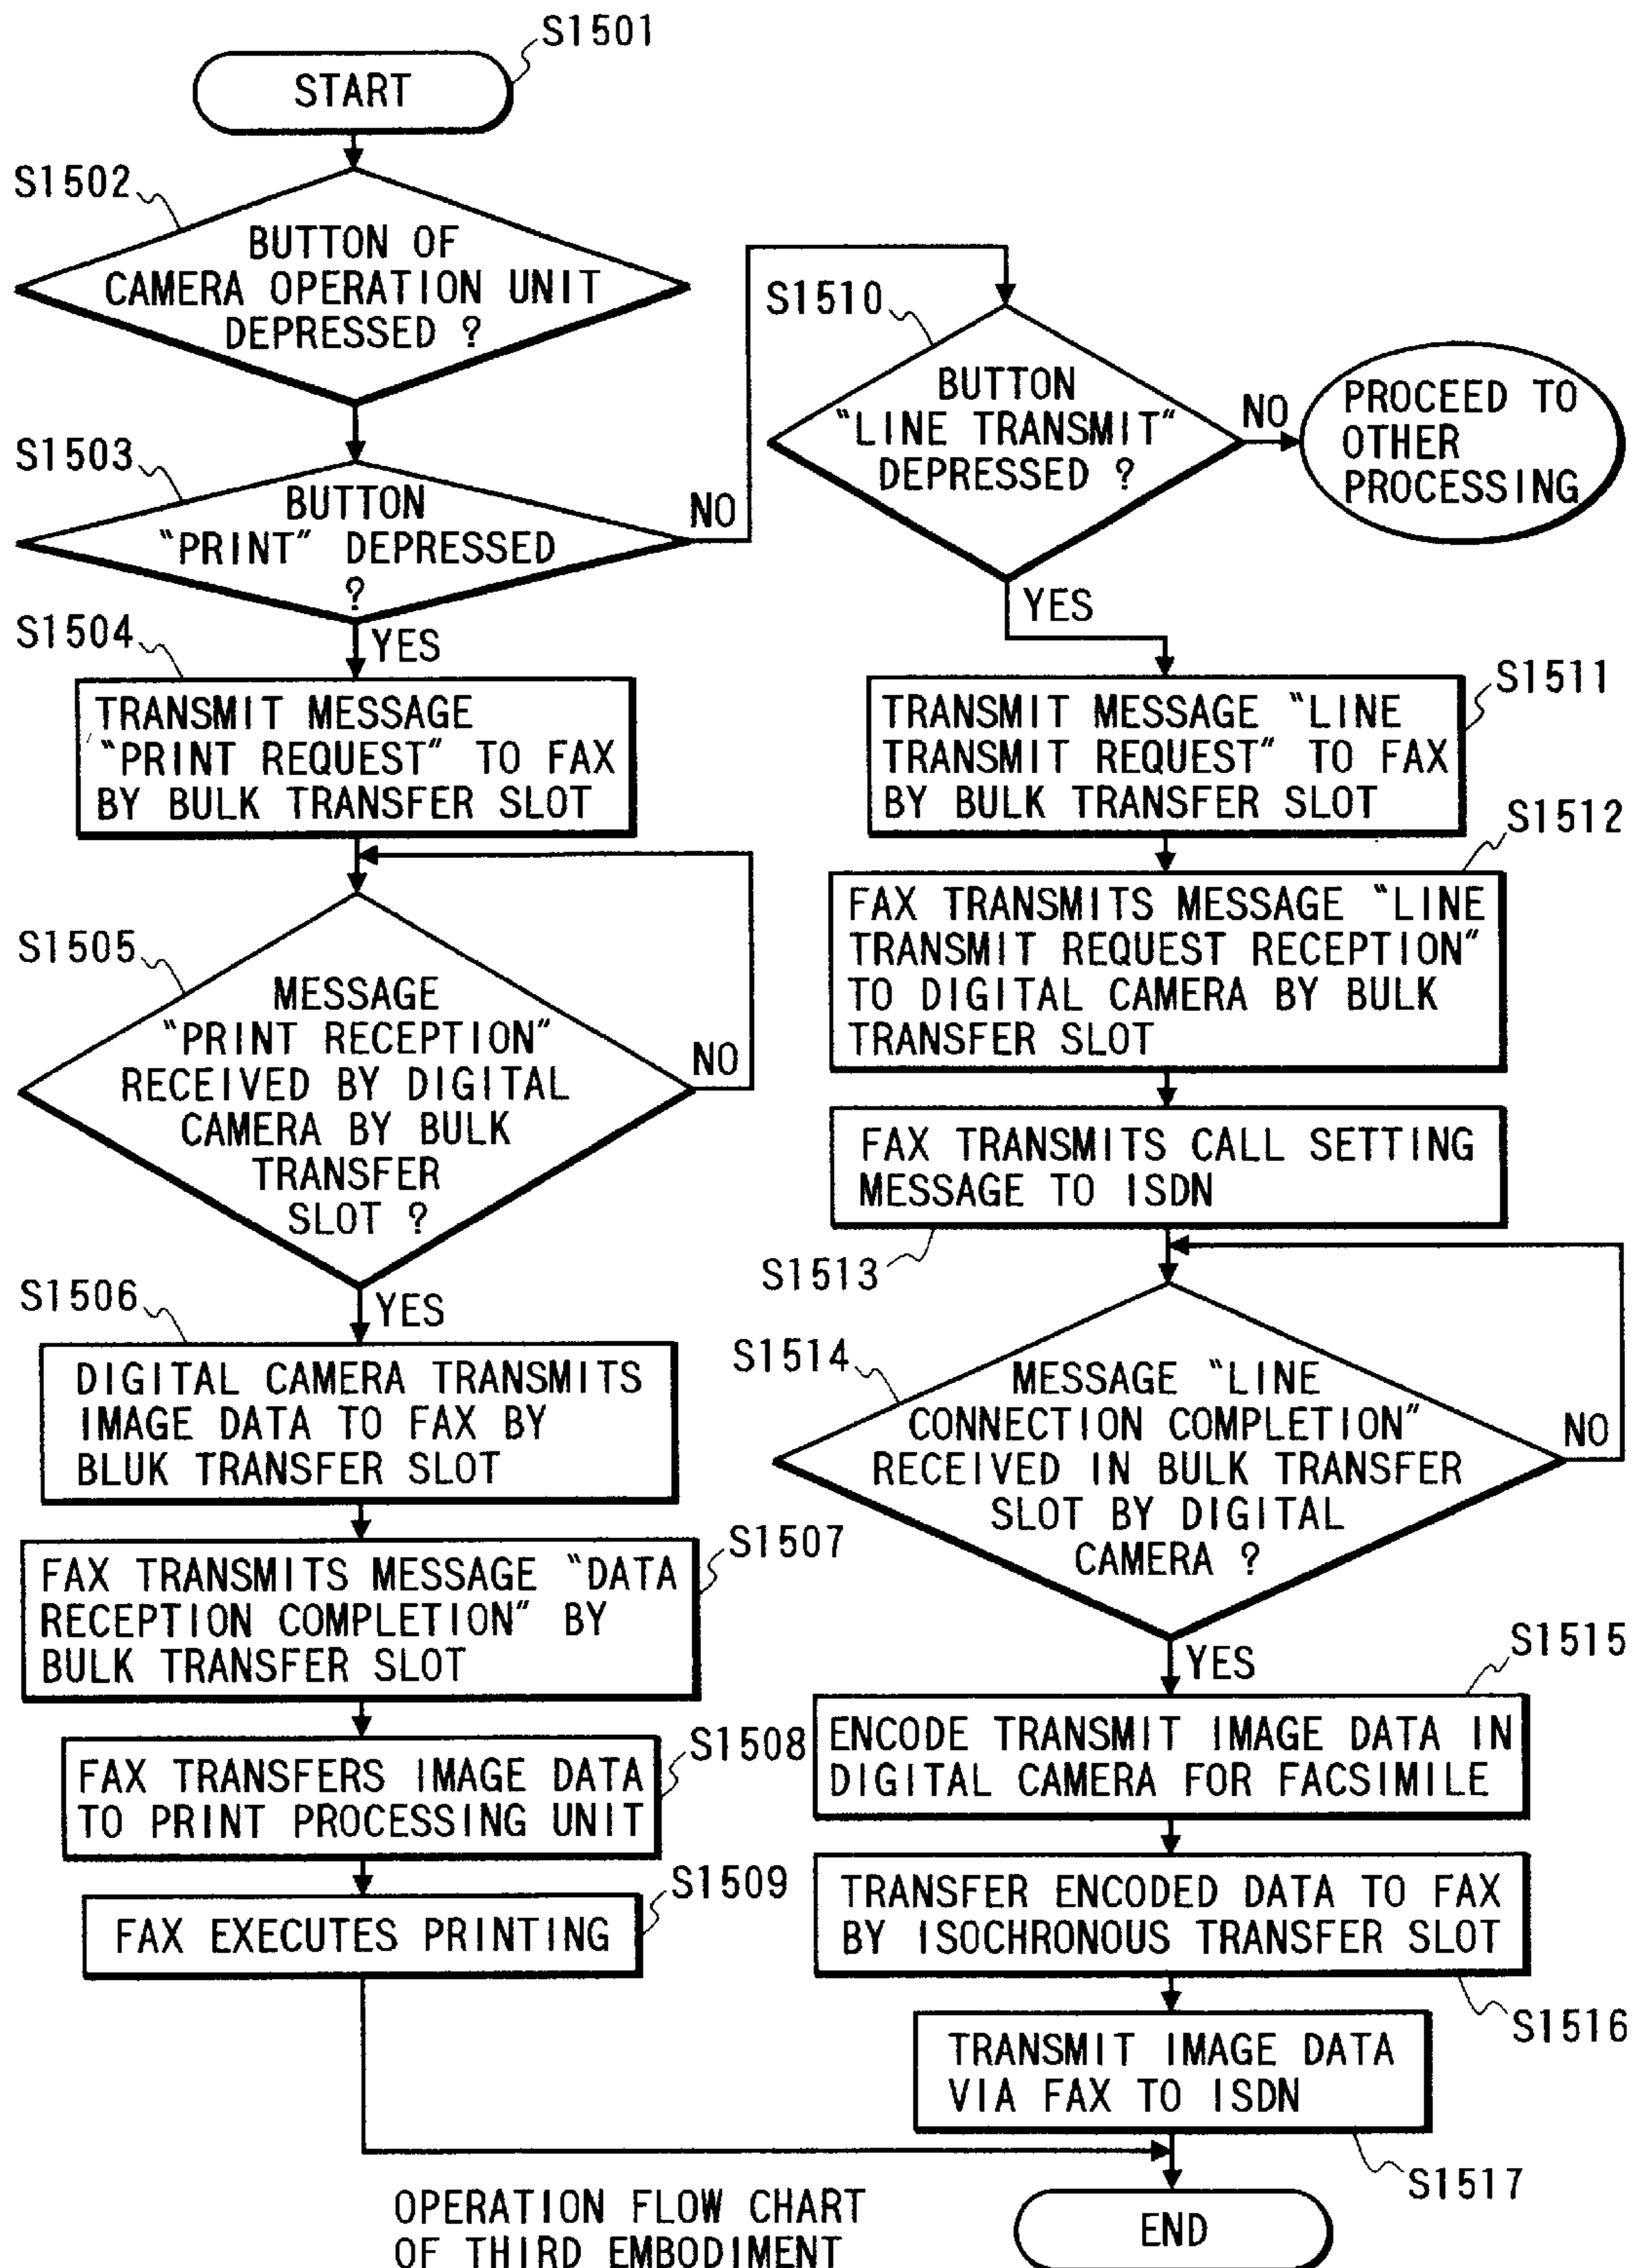 S1501
START
S1502
BUTTON OF
CAMERA OPERATION UNIT
DEPRESSED ?
S1503
BUTTON
"PRINT" DEPRESSED
?
NO
YES
S1504
TRANSMIT MESSAGE
"PRINT REQUEST" TO FAX
BY BULK TRANSFER SLOT
S1505
MESSAGE
"PRINT RECEPTION"
RECEIVED BY DIGITAL
CAMERA BY BULK
TRANSFER
SLOT ?
NO
YES
S1506
DIGITAL CAMERA TRANSMITS
IMAGE DATA TO FAX BY
BLUK TRANSFER SLOT
S1507
FAX TRANSMITS MESSAGE "DATA
RECEPTION COMPLETION" BY
BULK TRANSFER SLOT
S1508
FAX TRANSFERS IMAGE DATA
TO PRINT PROCESSING UNIT
S1509
FAX EXECUTES PRINTING
S1510
BUTTON
"LINE TRANSMIT"
DEPRESSED ?
NO
PROCEED TO
OTHER
PROCESSING
YES
S1511
TRANSMIT MESSAGE "LINE
TRANSMIT REQUEST" TO FAX
BY BULK TRANSFER SLOT
S1512
FAX TRANSMITS MESSAGE "LINE
TRANSMIT REQUEST RECEPTION"
TO DIGITAL CAMERA BY BULK
TRANSFER SLOT
FAX TRANSMITS CALL SETTING
MESSAGE TO ISDN
S1513
S1514
MESSAGE "LINE
CONNECTION COMPLETION"
RECEIVED IN BULK TRANSFER
SLOT BY DIGITAL
CAMERA ?
NO
YES
S1515
ENCODE TRANSMIT IMAGE DATA IN
DIGITAL CAMERA FOR FACSIMILE
TRANSFER ENCODED DATA TO FAX
BY ISOCHRONOUS TRANSFER SLOT
S1516
TRANSMIT IMAGE DATA
VIA FAX TO ISDN
S1517
END
OPERATION FLOW CHART
OF THIRD EMBODIMENT